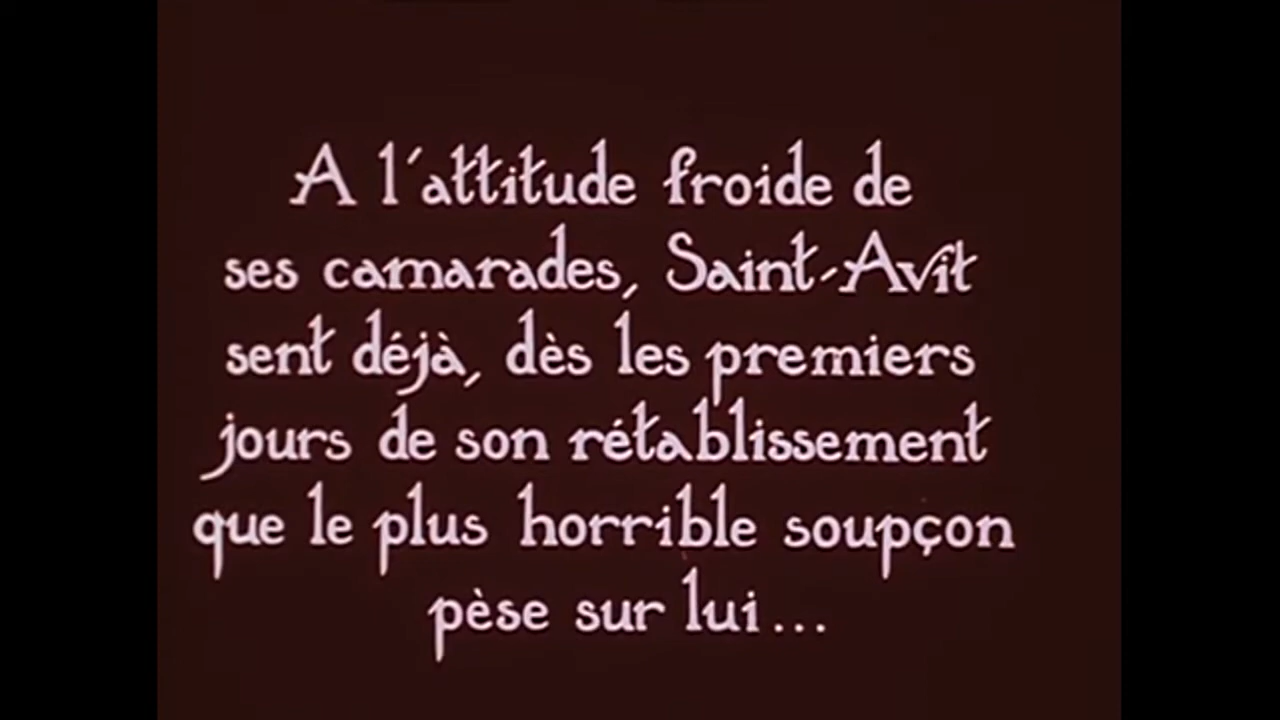 A l'attitude froide de
ses camarades, Saint-Avit
sent déjà, dès les premiers
jours de son rétablissement
que le plus horrible soupçon
pèse sur lui...